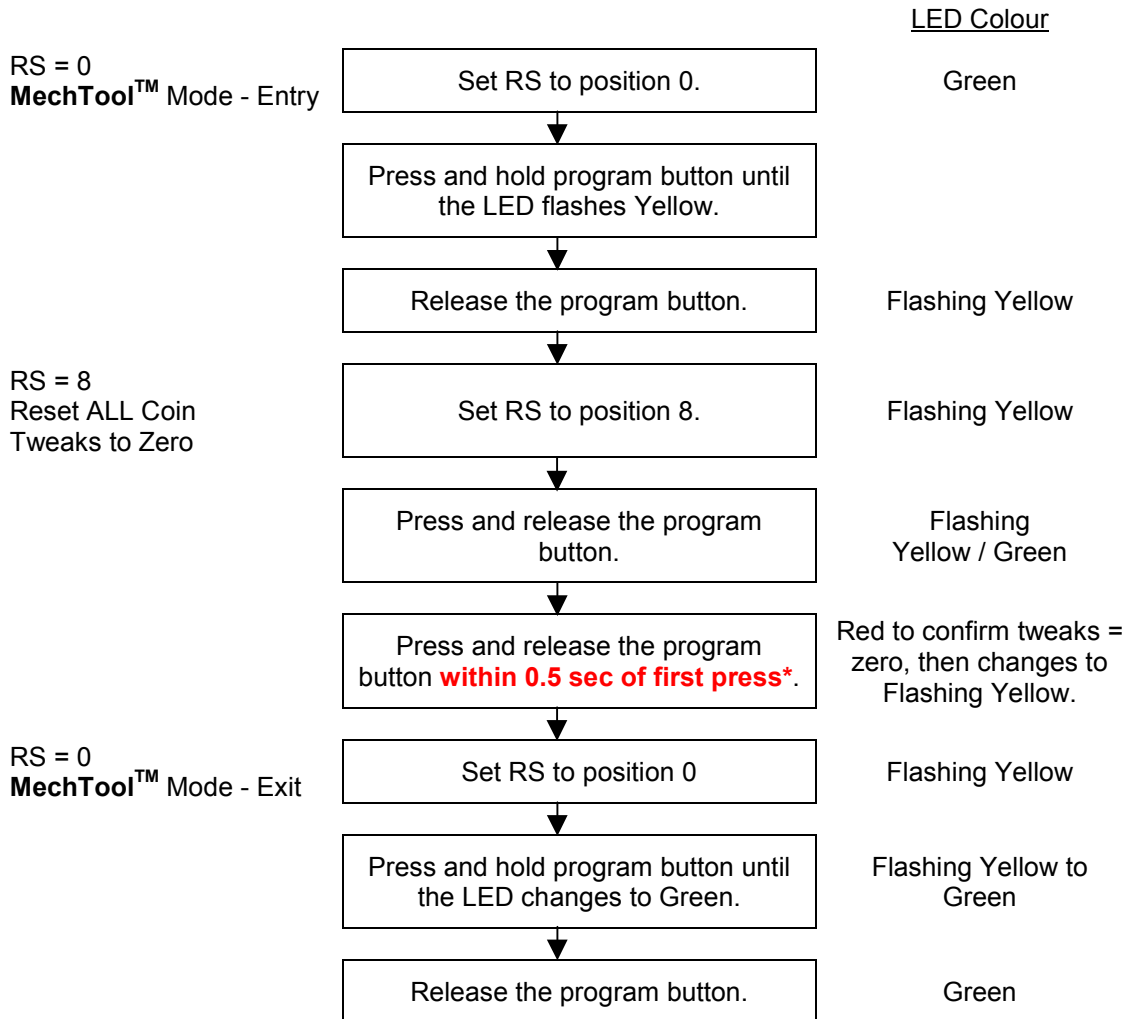 LED Colour
RS = 0
MechTool™ Mode - Entry
Set RS to position 0.
Green
Press and hold program button until
the LED flashes Yellow.
Release the program button.
Flashing Yellow
RS = 8
Reset ALL Coin
Tweaks to Zero
Set RS to position 8.
Flashing Yellow
Press and release the program
button.
Flashing
Yellow / Green
Press and release the program
button within 0.5 sec of first press*.
Red to confirm tweaks =
zero, then changes to
Flashing Yellow.
RS = 0
MechTool™ Mode - Exit
Set RS to position 0
Flashing Yellow
Press and hold program button until
the LED changes to Green.
Flashing Yellow to
Green
Release the program button.
Green